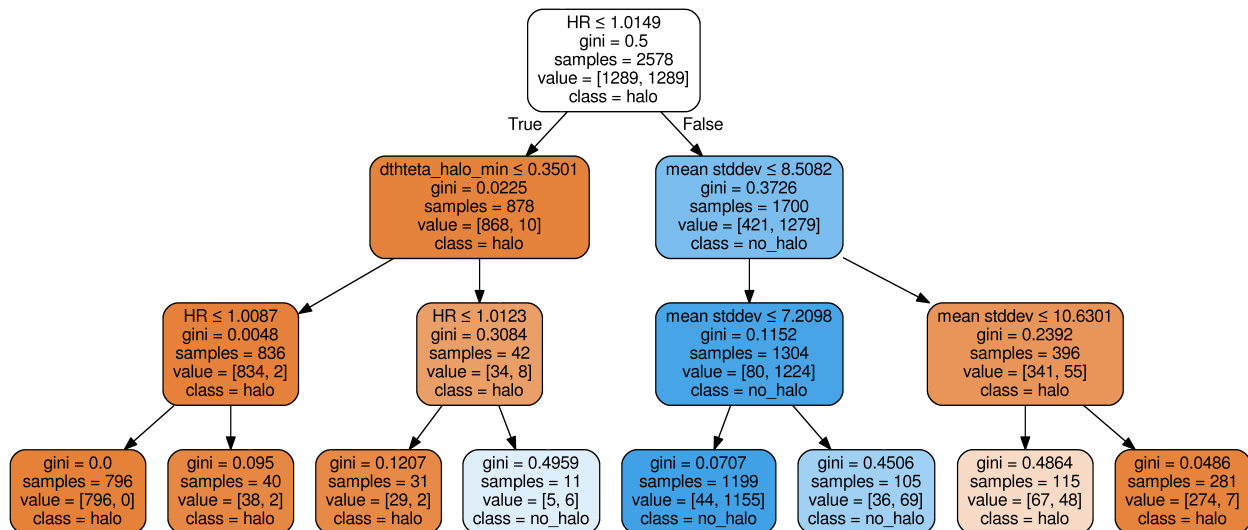 HR ≤ 1.0149
gini = 0.5
samples = 2578
value = [1289, 1289]
class = halo
True
False
dthteta_halo_min ≤ 0.3501
gini = 0.0225
samples = 878
value = [868, 10]
class = halo
mean stddev ≤ 8.5082
gini = 0.3726
samples = 1700
value = [421, 1279]
class = no_halo
HR ≤ 1.0087
gini = 0.0048
samples = 836
value = [834, 2]
class = halo
HR ≤ 1.0123
gini = 0.3084
samples = 42
value = [34, 8]
class = halo
mean stddev ≤ 7.2098
gini = 0.1152
samples = 1304
value = [80, 1224]
class = no_halo
mean stddev ≤ 10.6301
gini = 0.2392
samples = 396
value = [341, 55]
class = halo
gini = 0.0
samples = 796
value = [796, 0]
class = halo
gini = 0.095
samples = 40
value = [38, 2]
class = halo
gini = 0.1207
samples = 31
value = [29, 2]
class = halo
gini = 0.4959
samples = 11
value = [5, 6]
class = no_halo
gini = 0.0707
samples = 1199
value = [44, 1155]
class = no_halo
gini = 0.4506
samples = 105
value = [36, 69]
class = no_halo
gini = 0.4864
samples = 115
value = [67, 48]
class = halo
gini = 0.0486
samples = 281
value = [274, 7]
class = halo